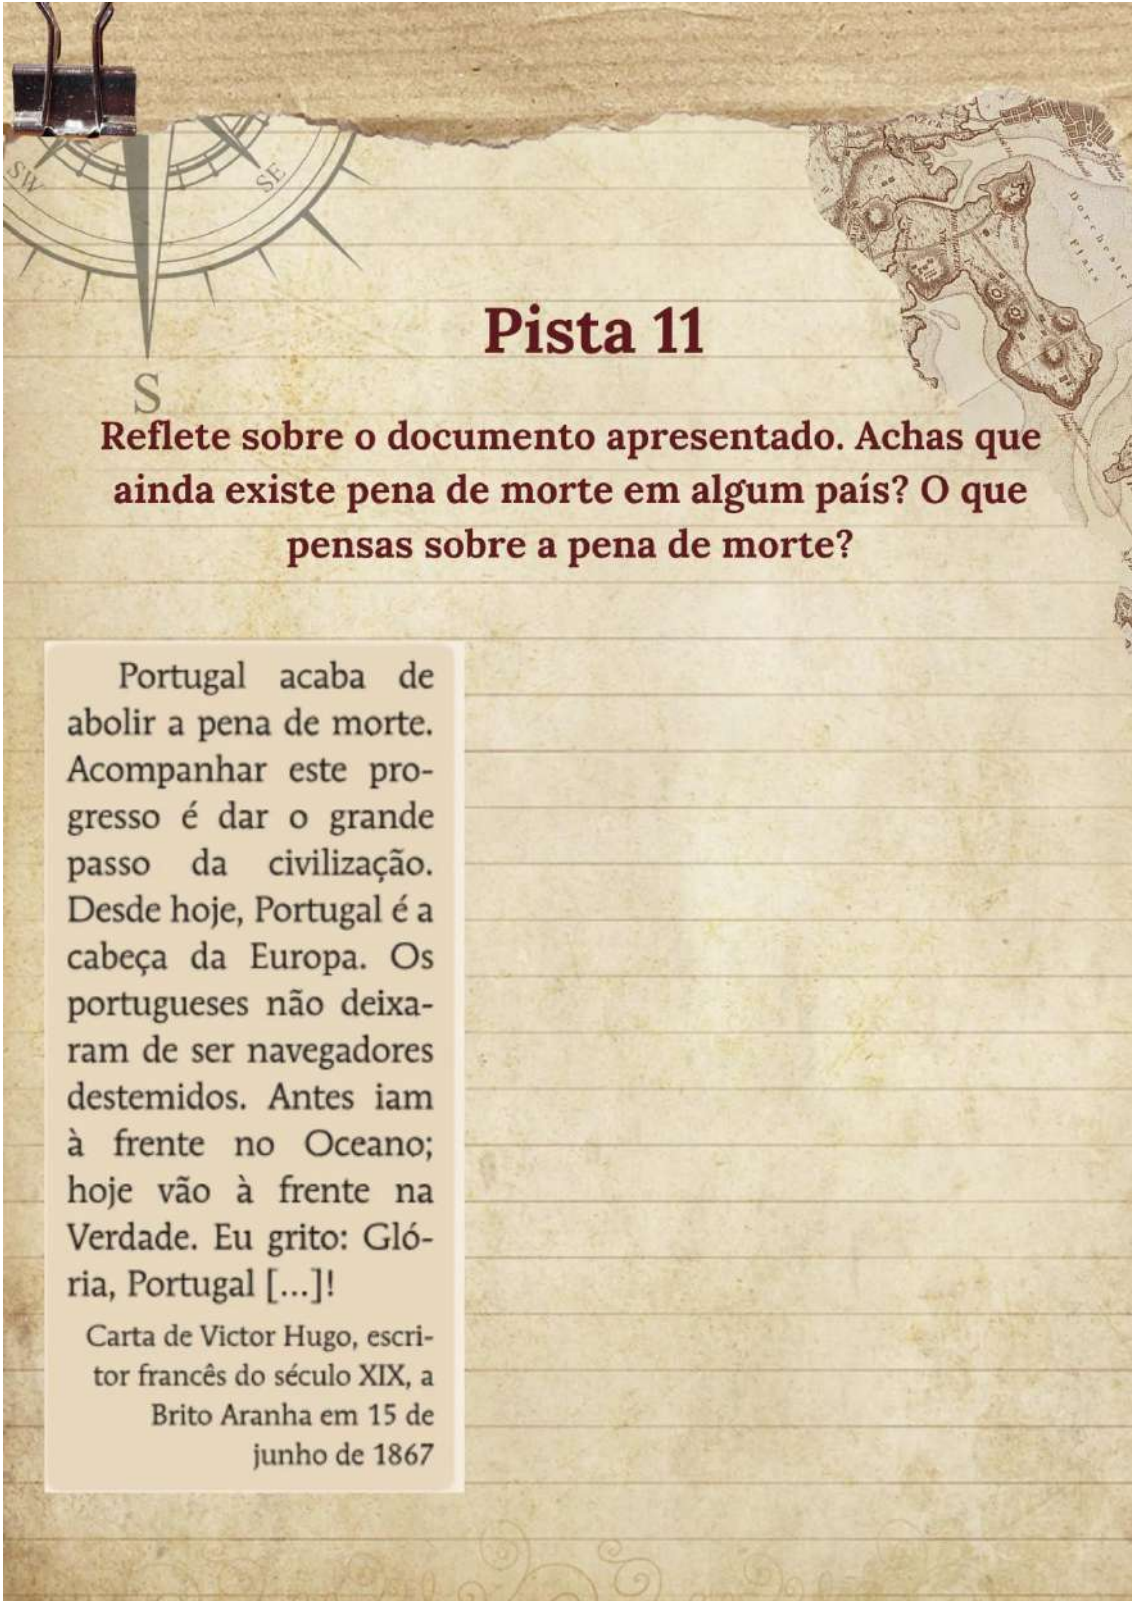 SW
SE
S
Dorchester
Flats
Pista 11
Reflete sobre o documento apresentado. Achas que
ainda existe pena de morte em algum país? O que
pensas sobre a pena de morte?
Portugal acaba de
abolir a pena de morte.
Acompanhar este pro-
gresso é dar o grande
passo da civilização.
Desde hoje, Portugal é a
cabeça da Europa. Os
portugueses não deixa-
ram de ser navegadores
destemidos. Antes iam
à frente no Oceano;
hoje vão à frente na
Verdade. Eu grito: Gló-
ria, Portugal [...]!
Carta de Victor Hugo, escri-
tor francês do século XIX, a
Brito Aranha em 15 de
junho de 1867